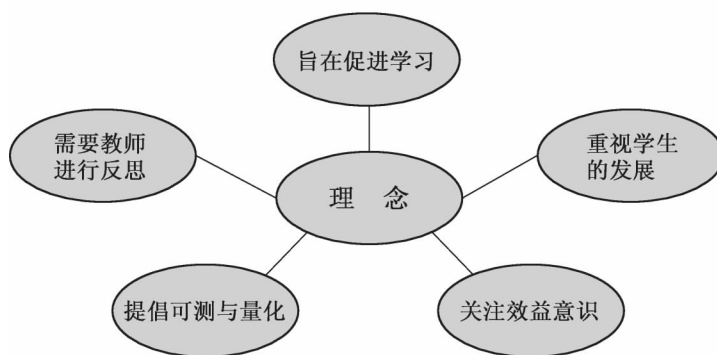 旨在促进学习
需要教师
进行反思
重视学生
的发展
理 念
提倡可测与量化
关注效益意识